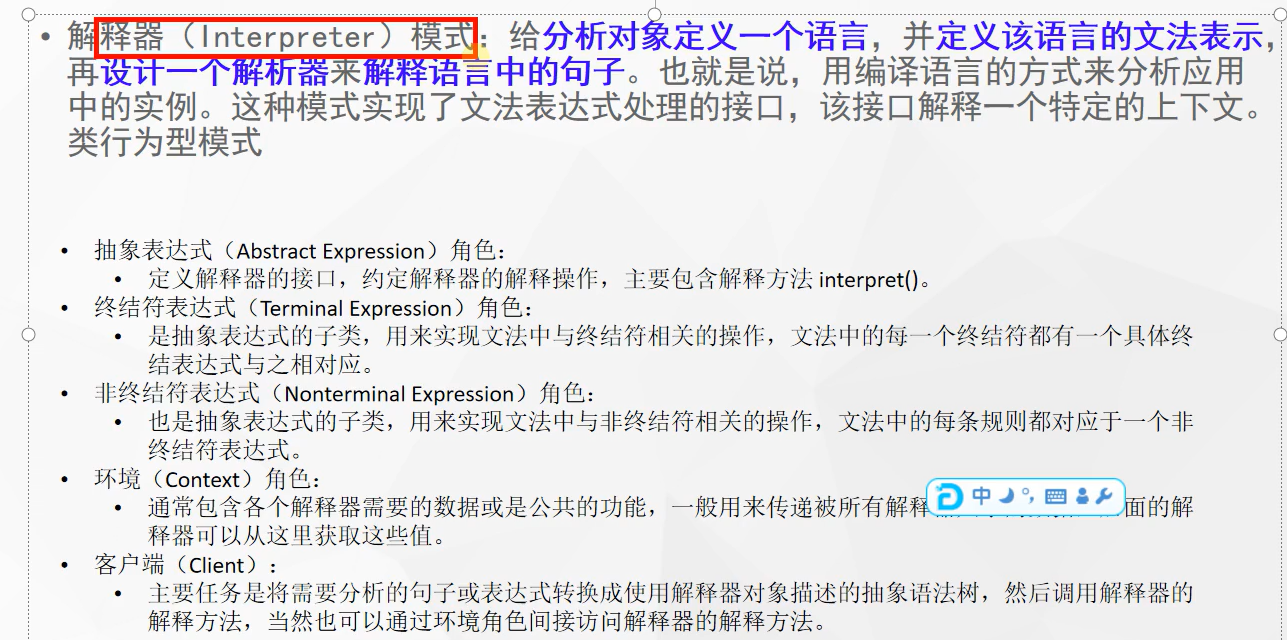 • 解释器（Interpreter）模式：给分析对象定义一个语言，并定义该语言的文法表示，
再设计一个解析器来解释语言中的句子。也就是说，用编译语言的方式来分析应用
中的实例。这种模式实现了文法表达式处理的接口，该接口解释一个特定的上下文。
类行为型模式
• 抽象表达式（Abstract Expression）角色：
• 定义解释器的接口，约定解释器的解释操作，主要包含解释方法 interpret()。
• 终结符表达式（Terminal Expression）角色：
• 是抽象表达式的子类，用来实现文法中与终结符相关的操作，文法中的每一个终结符都有一个具体终
结表达式与之相对应。
• 非终结符表达式（Nonterminal Expression）角色：
• 也是抽象表达式的子类，用来实现文法中与非终结符相关的操作，文法中的每条规则都对应于一个非
终结符表达式。
• 环境（Context）角色：
• 通常包含各个解释器需要的数据或是公共的功能，一般用来传递被所有解释 中 面的解
释器可以从这里获取这些值。
• 客户端（Client）：
• 主要任务是将需要分析的句子或表达式转换成使用解释器对象描述的抽象语法树，然后调用解释器的
解释方法，当然也可以通过环境角色间接访问解释器的解释方法。